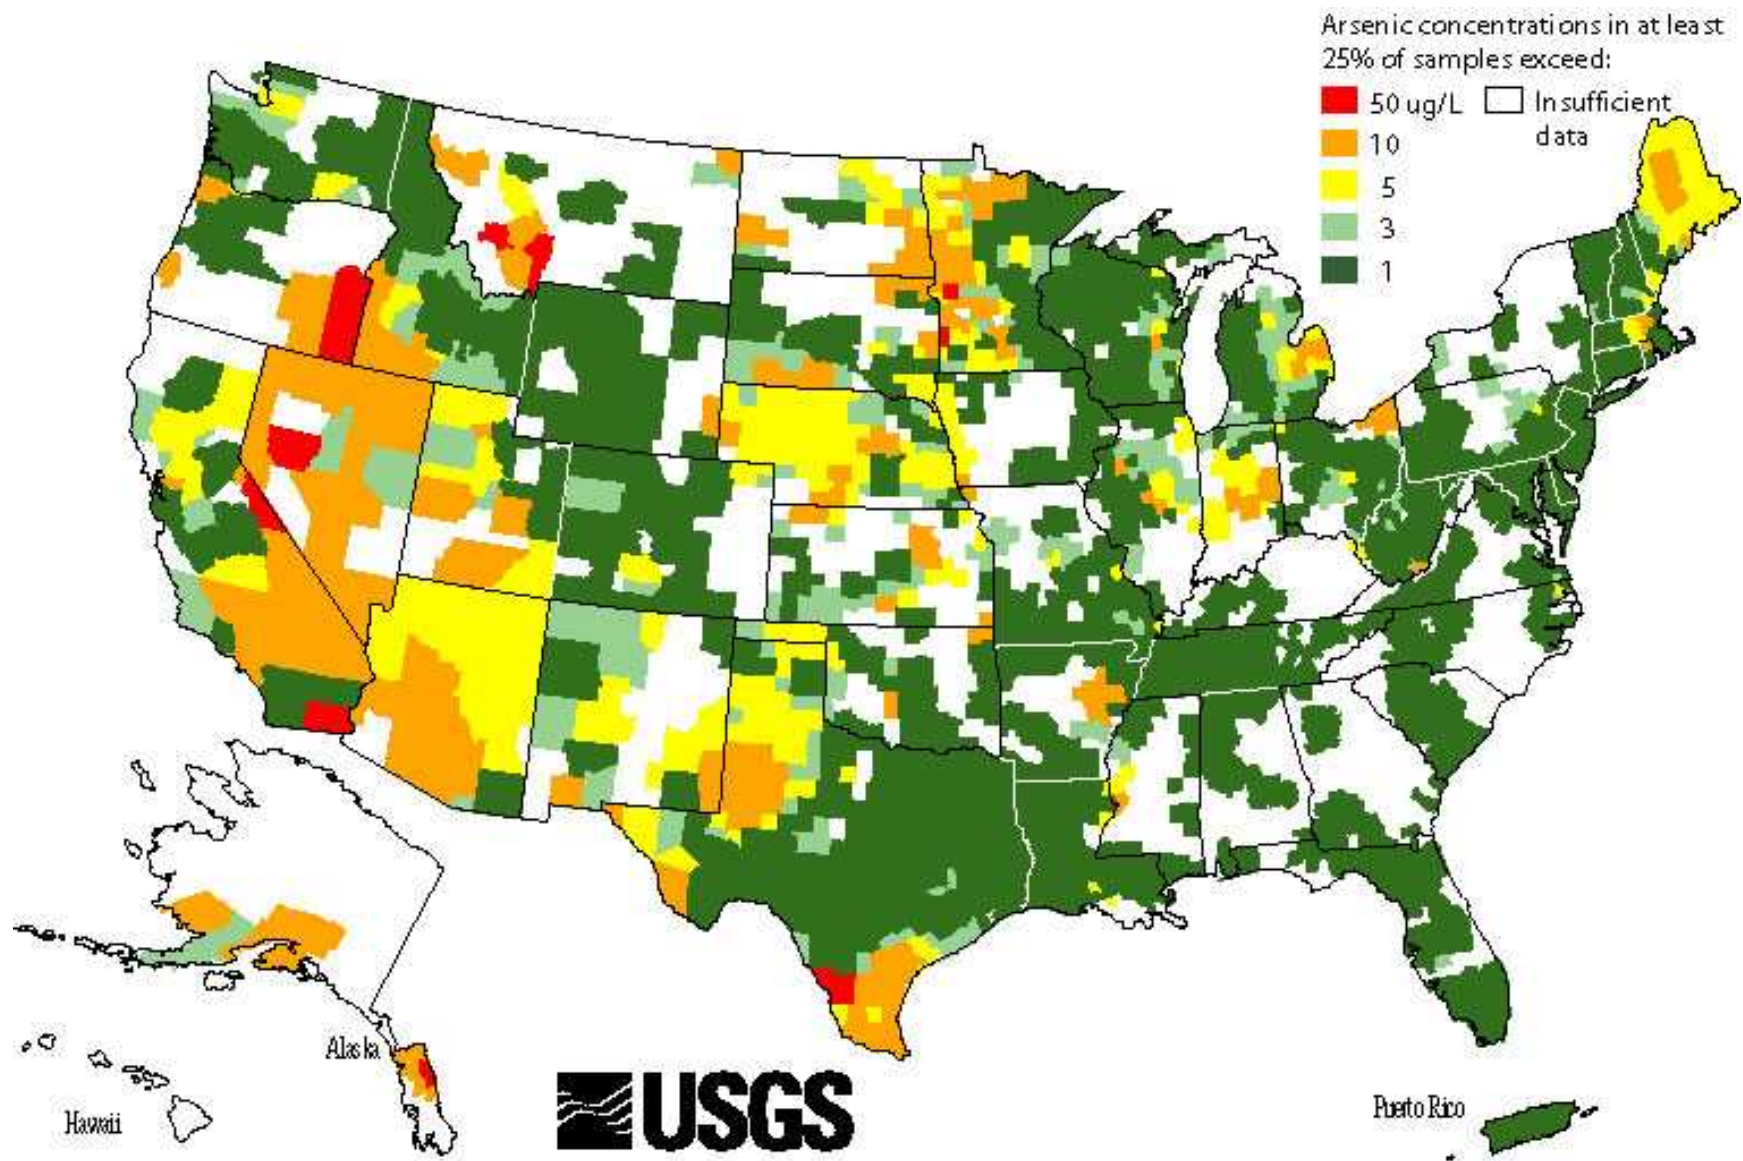 Arsenic concentrations in at least
25% of samples exceed:
50 ug/L Insufficient
data
10
5
3
1
Alaska
Hawaii
USGS
Puerto Rico